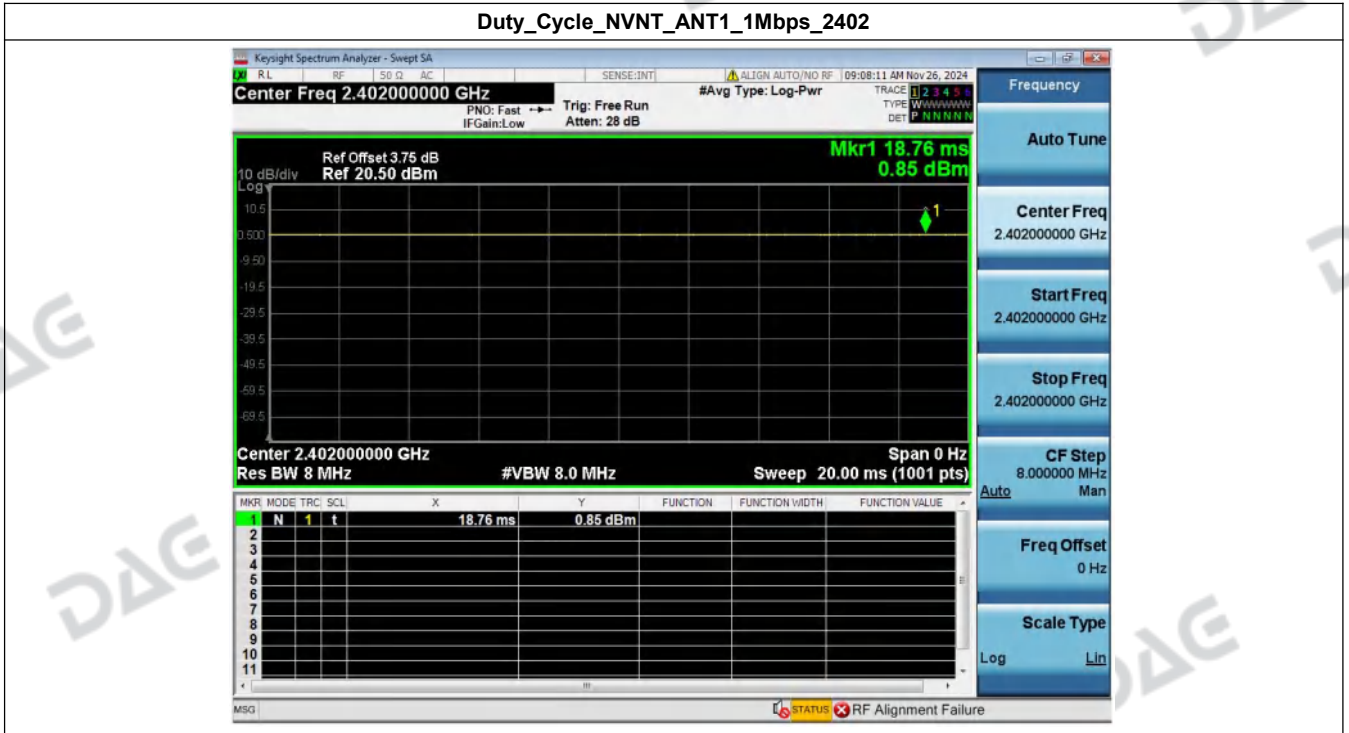 Duty_Cycle_NVNT_ANT1_1Mbps_2402
Keysight Spectrum Analyzer - Swept SA
LXI RL RF 50 Ω AC SENSE:INT ALIGN AUTO/NO RF 09:08:11 AM Nov 26, 2024
Center Freq 2.402000000 GHz
PNO: Fast
IFGain:Low
Trig: Free Run
Atten: 28 dB
#Avg Type: Log-Pwr
TRACE 1 2 3 4 5 6
TYPE WWWWWWW
DET P N N N N N
Frequency
Auto Tune
Center Freq
2.402000000 GHz
Start Freq
2.402000000 GHz
Stop Freq
2.402000000 GHz
CF Step
8.000000 MHz
Auto Man
Freq Offset
0 Hz
Scale Type
Log Lin
Mkr1 18.76 ms
0.85 dBm
Ref Offset 3.75 dB
10 dB/div Ref 20.50 dBm
Log
10.5
0.500
-9.50
-19.5
-29.5
-39.5
-49.5
-59.5
-69.5
1
Center 2.402000000 GHz Span 0 Hz
Res BW 8 MHz #VBW 8.0 MHz Sweep 20.00 ms (1001 pts)
MKR MODE TRC SCL X Y FUNCTION FUNCTION WIDTH FUNCTION VALUE
1 N 1 t 18.76 ms 0.85 dBm
2
3
4
5
6
7
8
9
10
11
MSG STATUS RF Alignment Failure
DAG
DAG